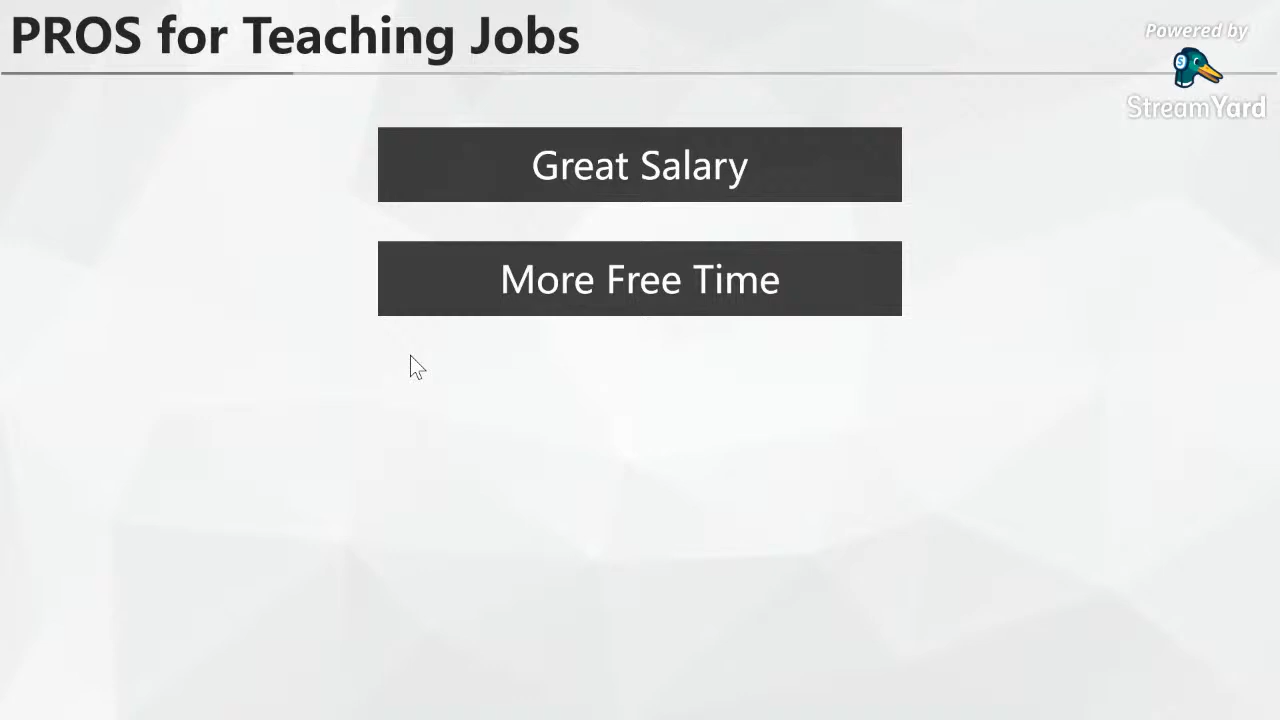 PROS for Teaching Jobs
Powered by
S
StreamYard
Great Salary
More Free Time